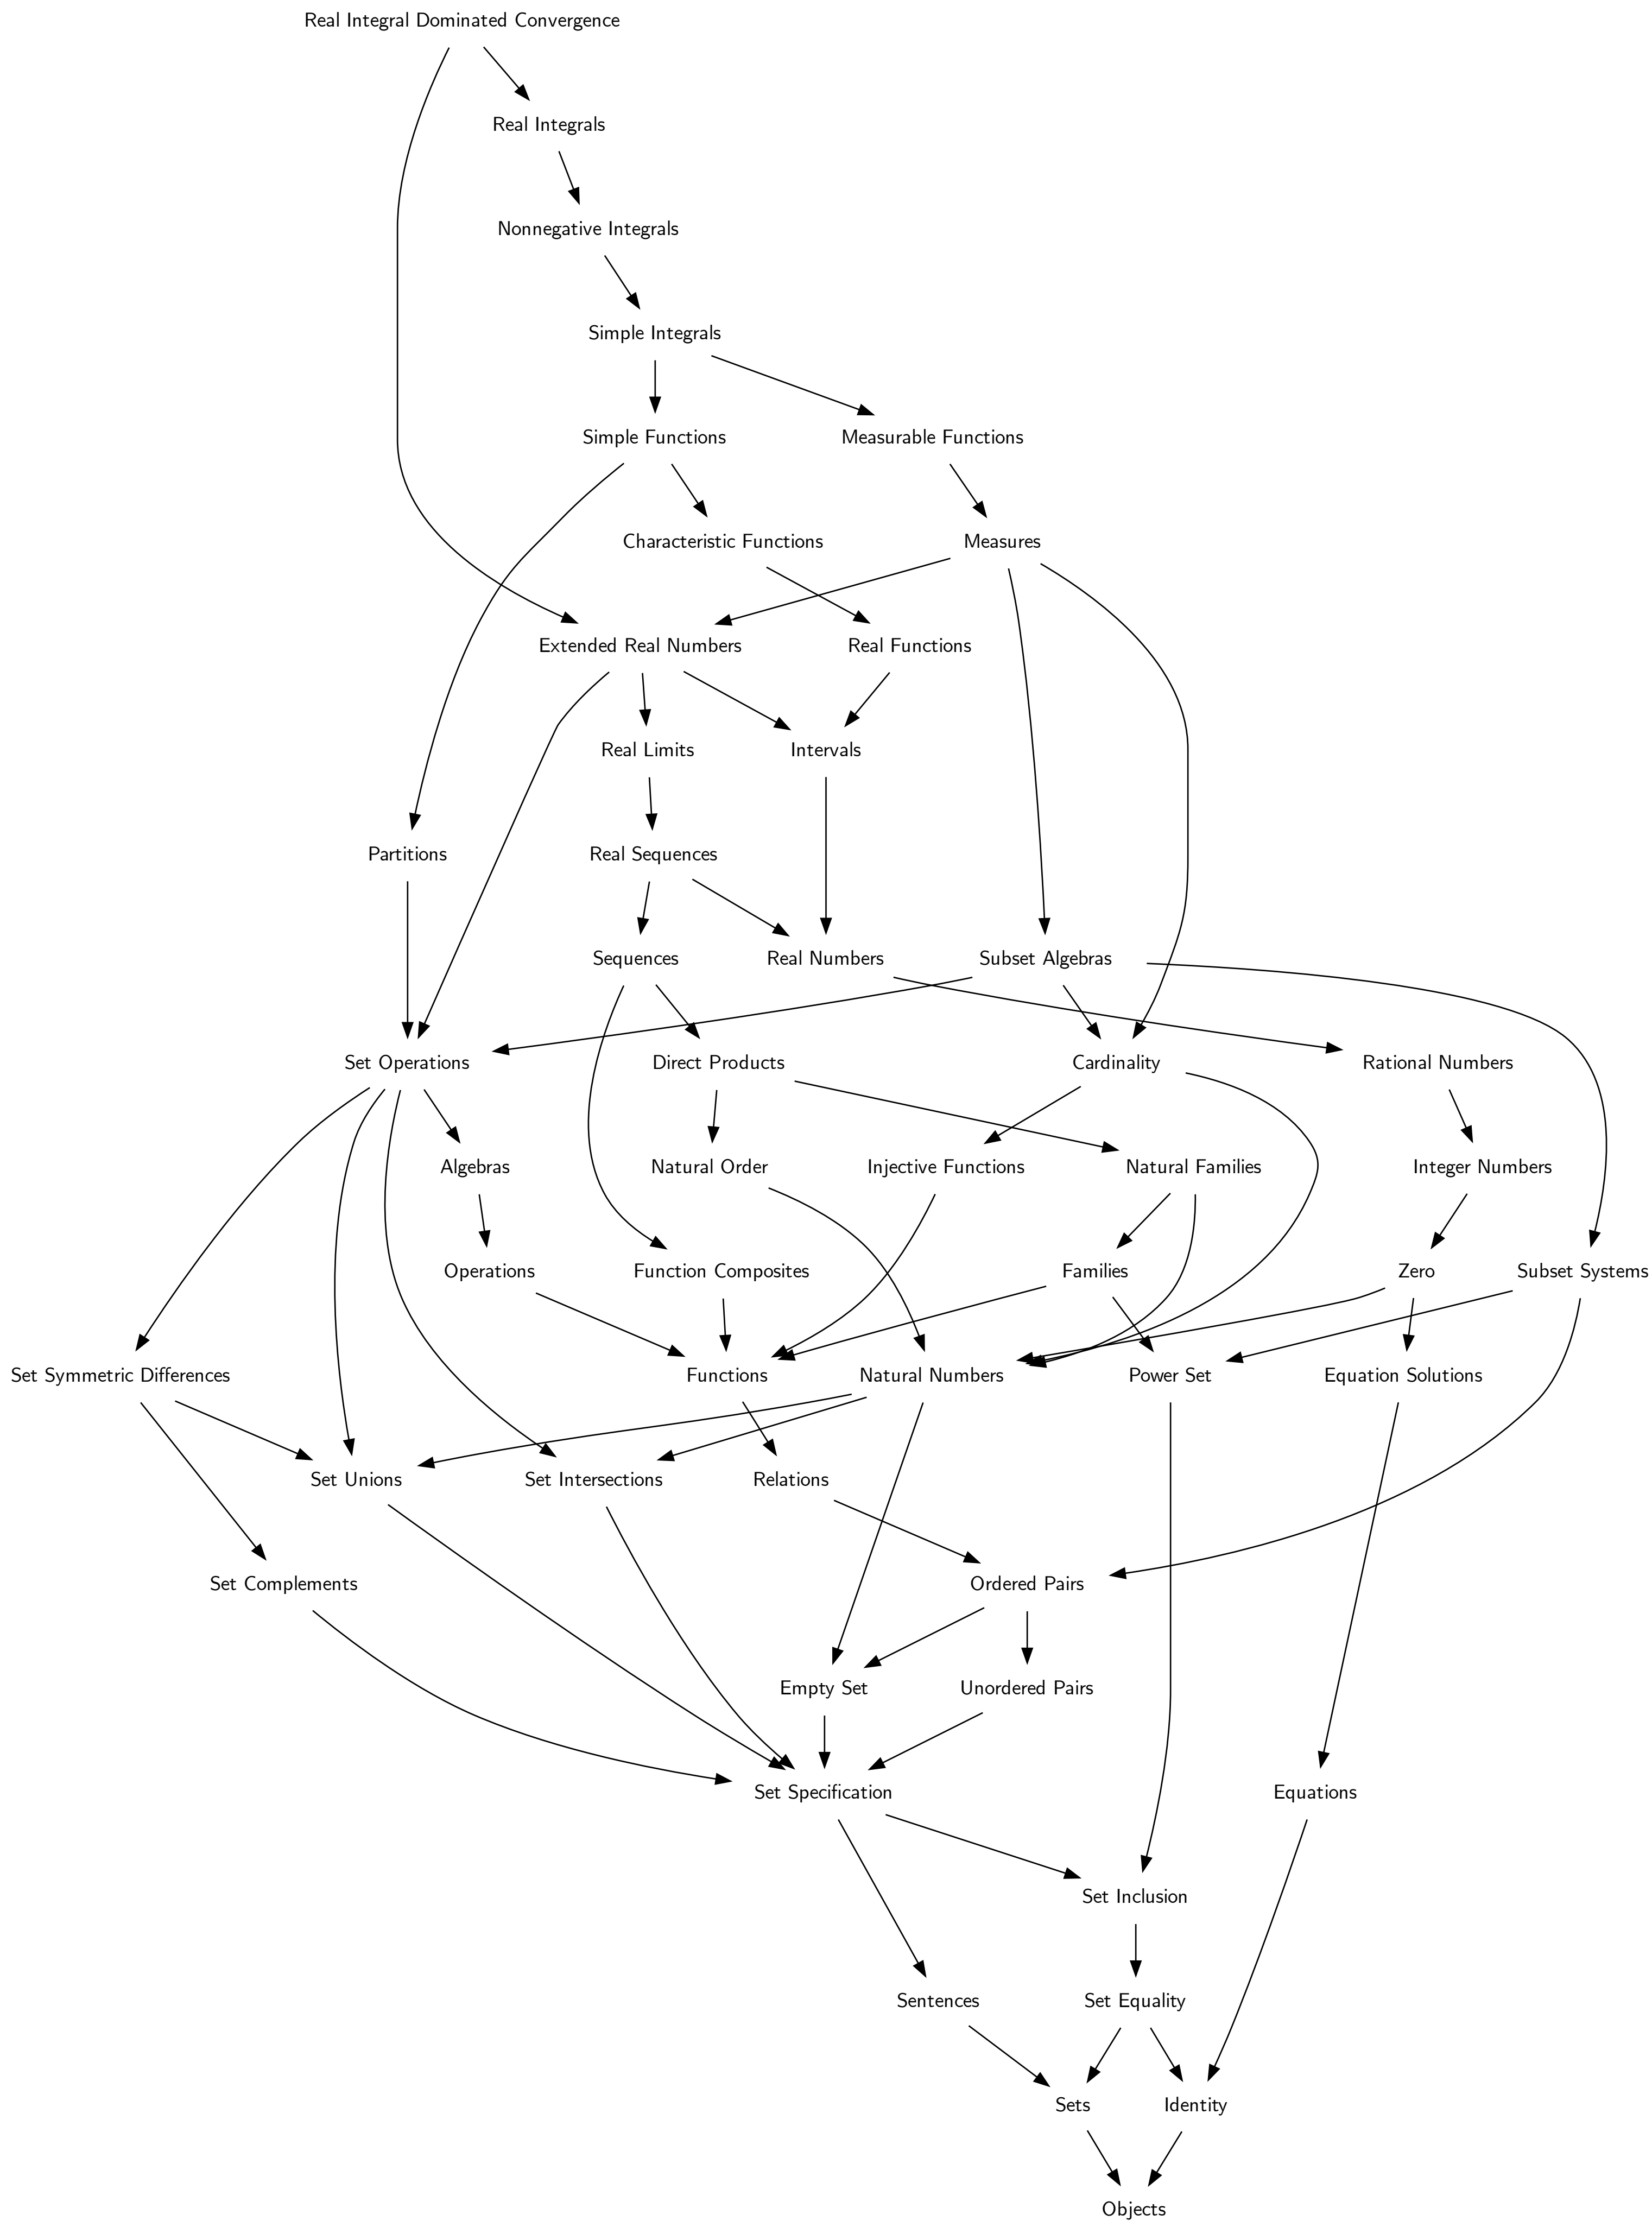 Real Integral Dominated Convergence
Real Integrals
Nonnegative Integrals
Simple Integrals
Simple Functions
Measurable Functions
Characteristic Functions
Measures
Extended Real Numbers
Real Functions
Real Limits
Intervals
Partitions
Real Sequences
Sequences
Real Numbers
Subset Algebras
Set Operations
Direct Products
Cardinality
Rational Numbers
Algebras
Natural Order
Injective Functions
Natural Families
Integer Numbers
Operations
Function Composites
Families
Zero
Subset Systems
Set Symmetric Differences
Functions
Natural Numbers
Power Set
Equation Solutions
Set Unions
Set Intersections
Relations
Set Complements
Ordered Pairs
Empty Set
Unordered Pairs
Set Specification
Equations
Set Inclusion
Sentences
Set Equality
Sets
Identity
Objects